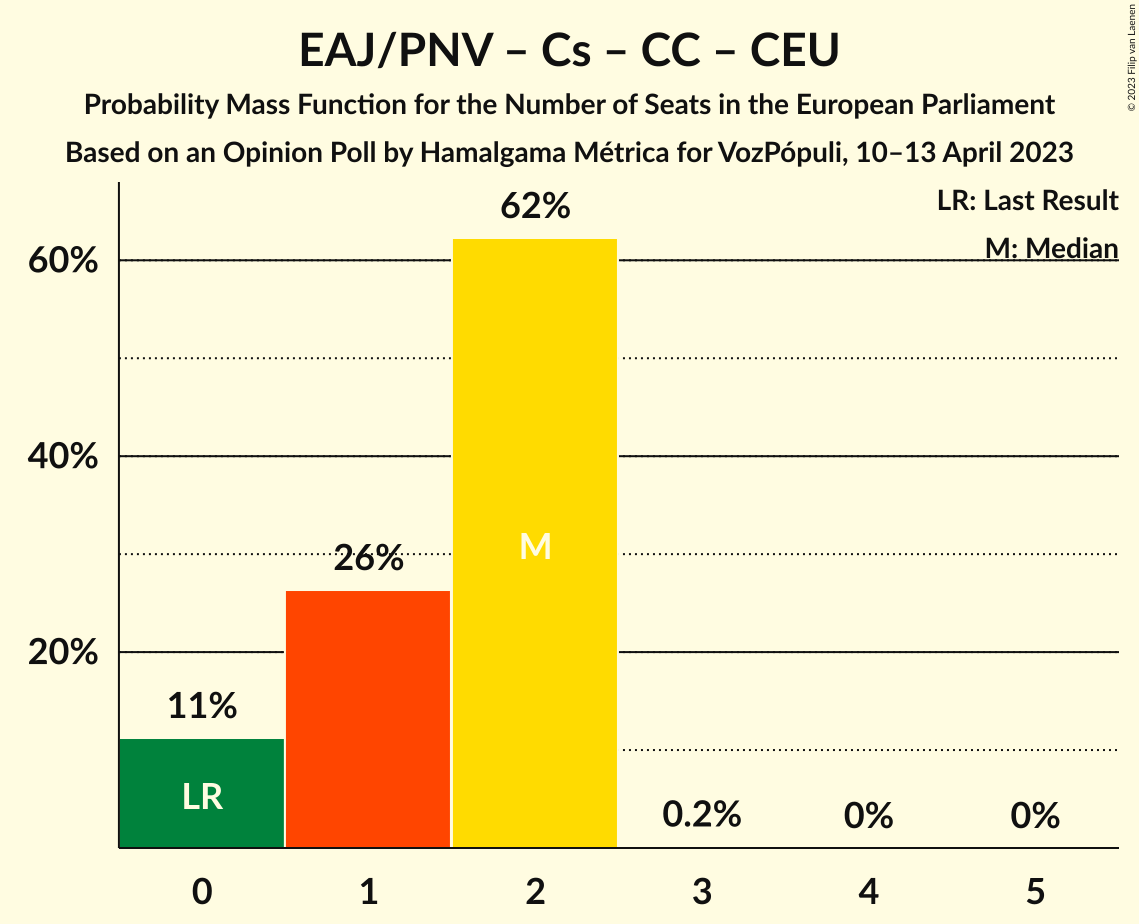 EAJ/PNV – Cs – CC – CEU
Probability Mass Function for the Number of Seats in the European Parliament
Based on an Opinion Poll by Hamalgama Métrica for VozPópuli, 10–13 April 2023
© 2023 Filip van Laenen
LR: Last Result
M: Median
62%
60%
40%
26%
M
20%
11%
LR
0.2%
0%
0%
0 1 2 3 4 5